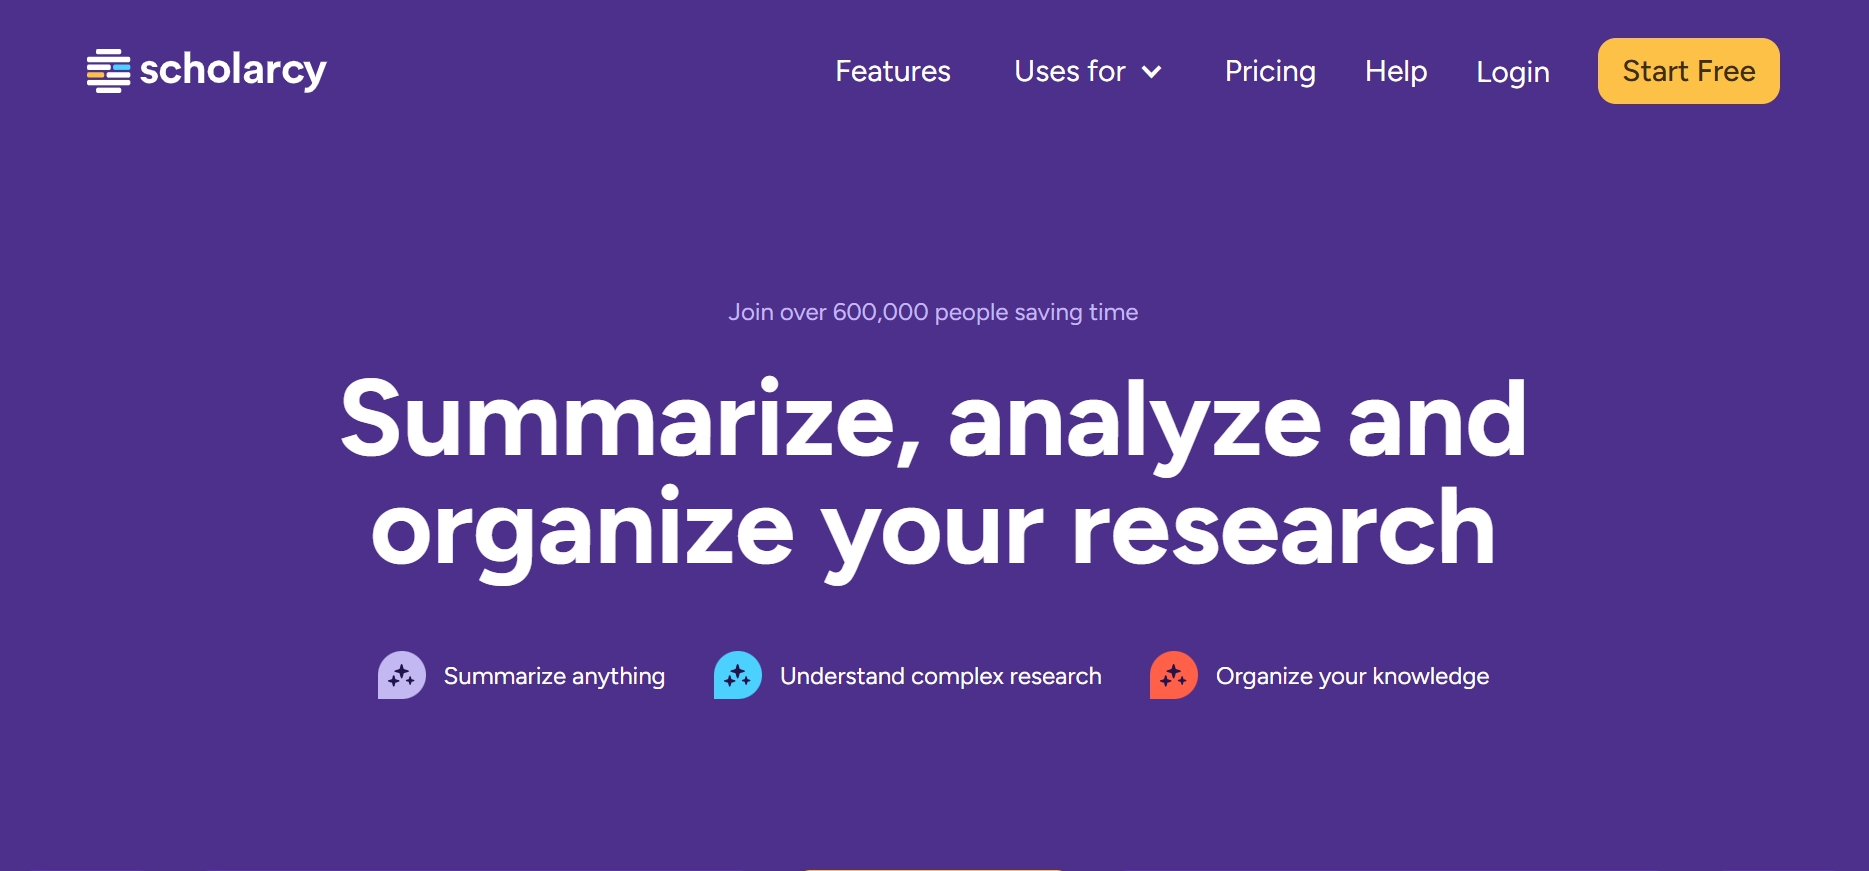 scholarcy
Features
Uses for
Pricing
Help
Login
Start Free
Join over 600,000 people saving time
Summarize, analyze and
organize your research
Summarize anything
Understand complex research
Organize your knowledge